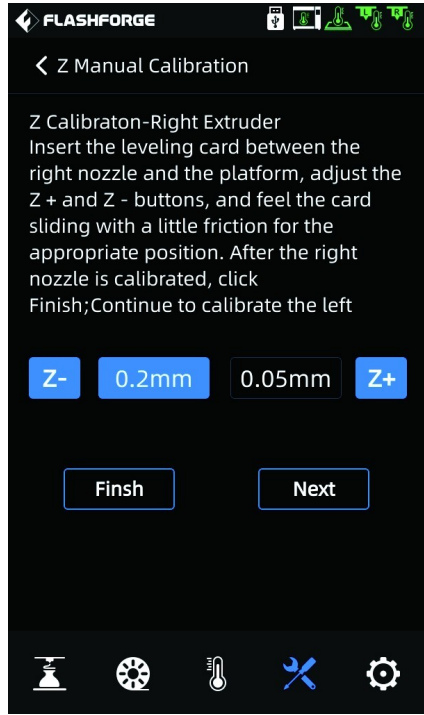 FLASHFORGE
L R
Z Manual Calibration
Z Calibraton-Right Extruder
Insert the leveling card between the
right nozzle and the platform, adjust the
Z + and Z - buttons, and feel the card
sliding with a little friction for the
appropriate position. After the right
nozzle is calibrated, click
Finish;Continue to calibrate the left
Z- 0.2mm 0.05mm Z+
Finsh Next